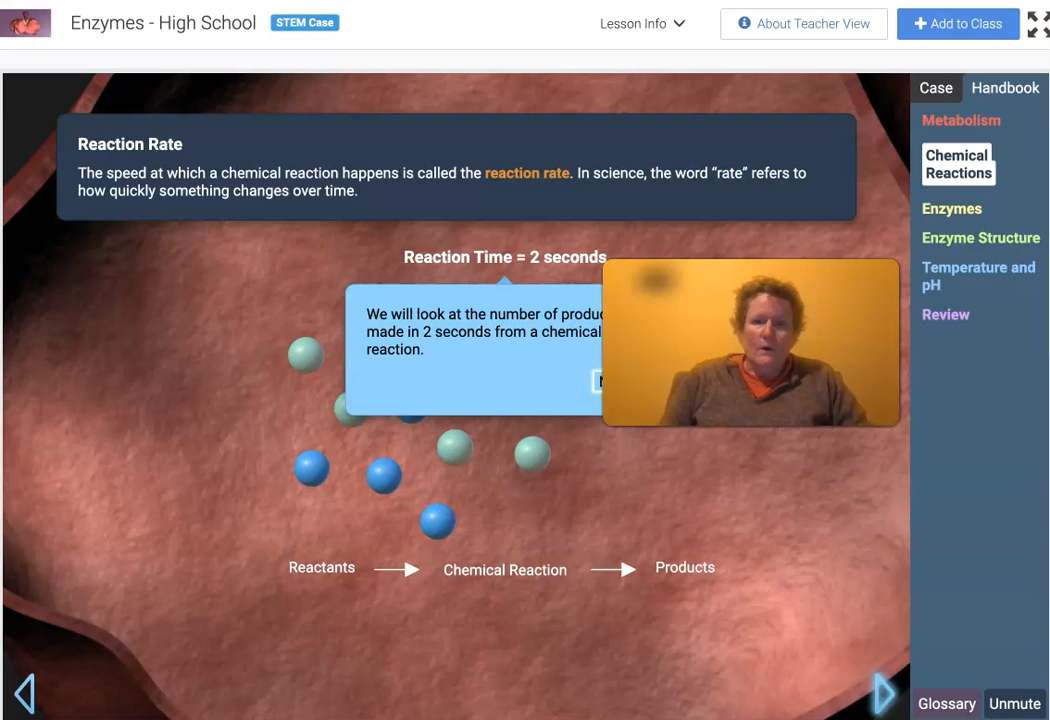 Enzymes - High School STEM Case Lesson Info About Teacher View + Add to Class
Case Handbook
Metabolism
Chemical
Reactions
Enzymes
Enzyme Structure
Temperature and
pH
Review
Reaction Rate
The speed at which a chemical reaction happens is called the reaction rate. In science, the word “rate” refers to
how quickly something changes over time.
Reaction Time = 2 seconds
We will look at the number of
made in 2 seconds from a chemical
reaction.
Reactants Chemical Reaction Products
Glossary Unmute